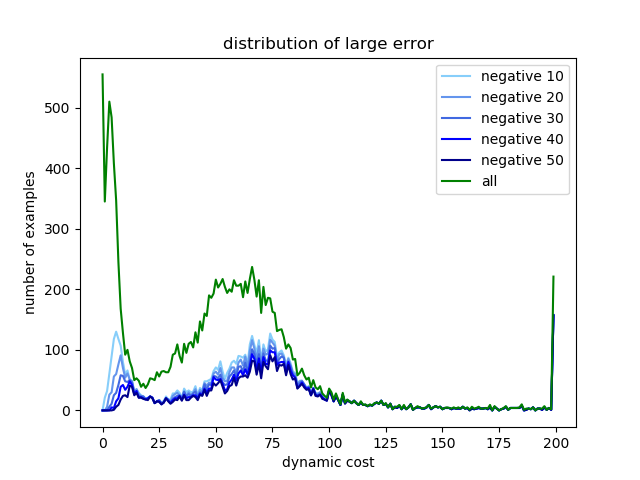 distribution of large error
negative 10
negative 20
negative 30
negative 40
negative 50
all
number of examples
500
400
300
200
100
0
0
25
50
75
100
125
150
175
200
dynamic cost